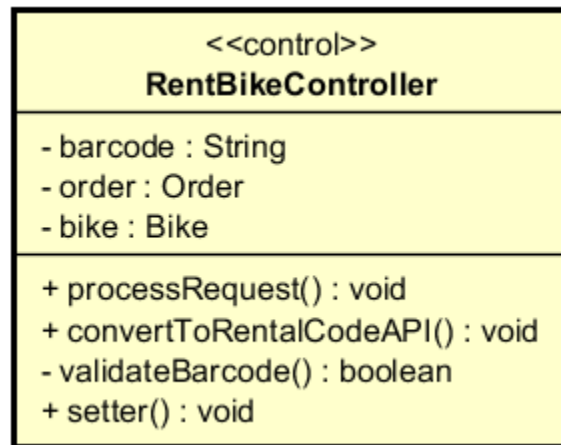 <<control>>
RentBikeController
- barcode : String
- order : Order
- bike : Bike
+ processRequest() : void
+ convertToRentalCodeAPI() : void
- validateBarcode() : boolean
+ setter() : void